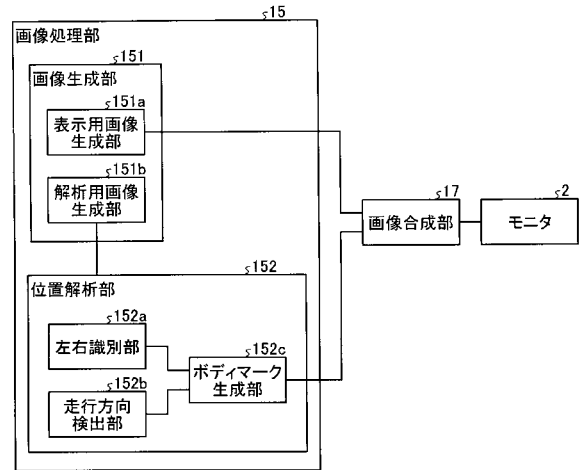 15
画像処理部
151
画像生成部
151a
表示用画像
生成部
151b
解析用画像
生成部
17
画像合成部
2
モニタ
152
位置解析部
152a
左右識別部
152b
走行方向
検出部
152c
ボディマーク
生成部